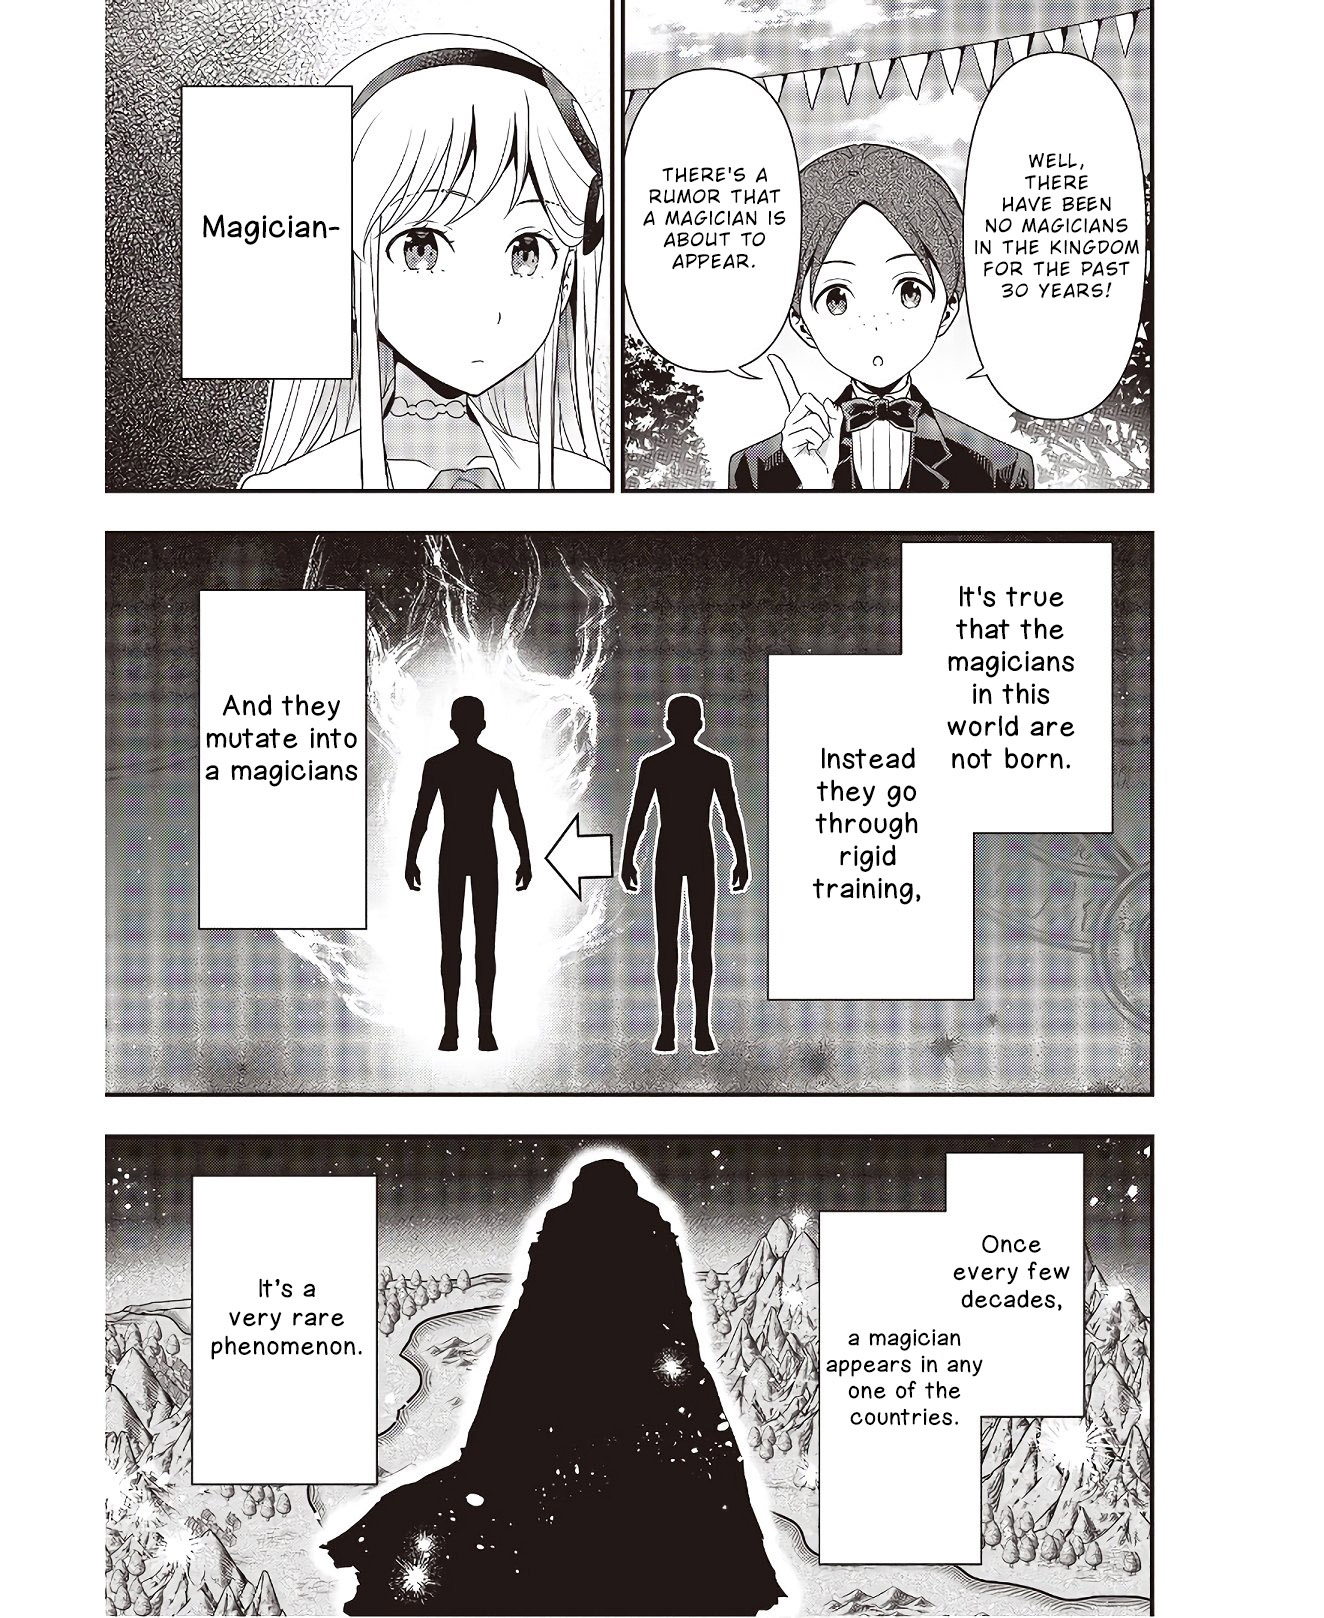 WELL,
THERE
HAVE BEEN
NO MAGICIANS
IN THE KINGDOM
FOR THE PAST
30 YEARS!
THERE'S A
RUMOR THAT
A MAGICIAN IS
ABOUT TO
APPEAR.
Magician-
It's true
that the
magicians
in this
world are
not born.
Instead
they go
through
rigid
training,
And they
mutate into
a magicians
Once
every few
decades,
a magician
appears in any
one of the
countries.
It's a
very rare
phenomenon.